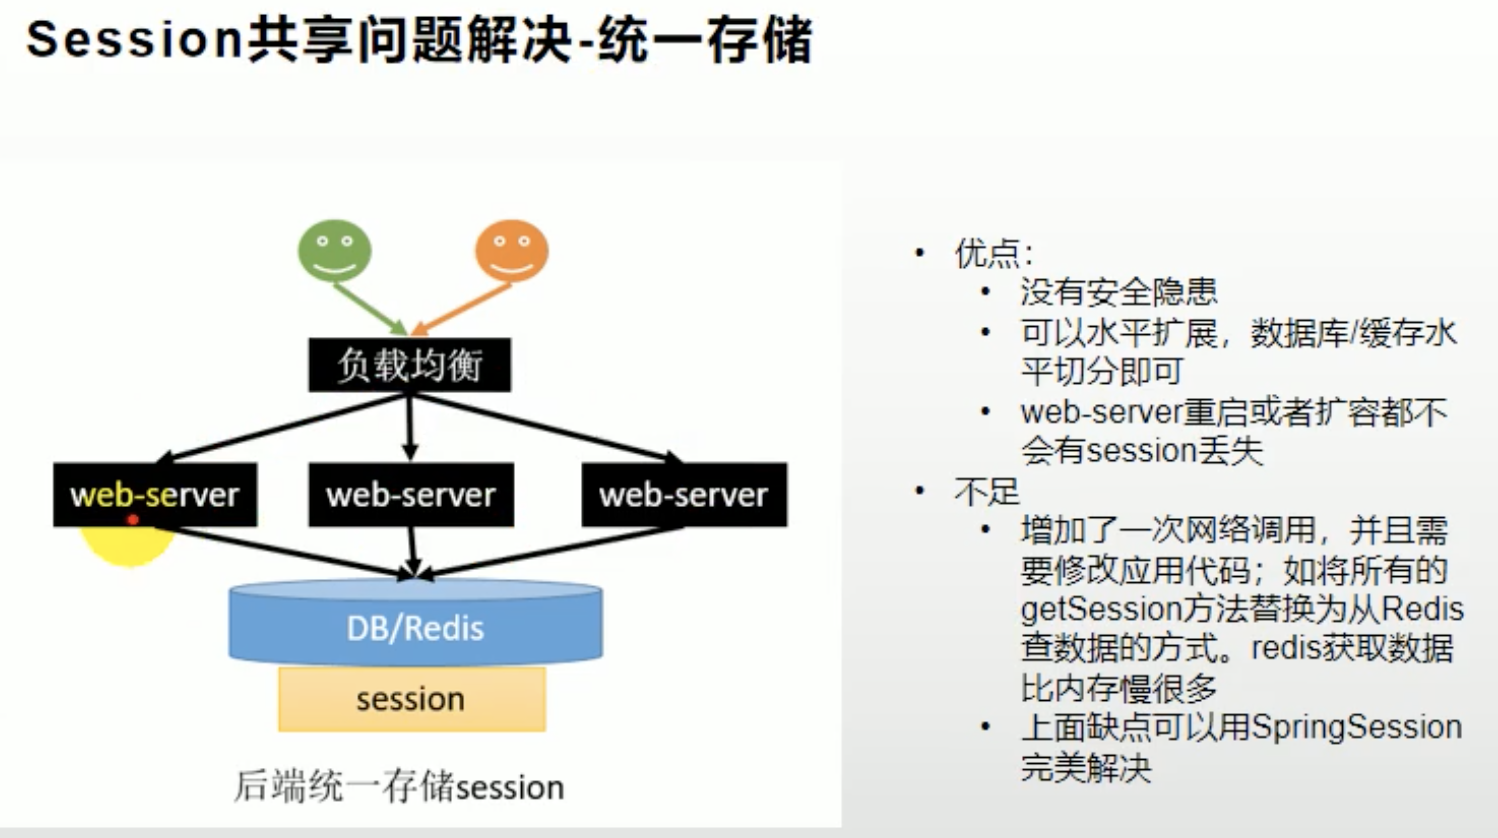 Session共享问题解决-统一存储
负载均衡
web-server
web-server
web-server
DB/Redis
session
后端统一存储session
• 优点：
• 没有安全隐患
• 可以水平扩展，数据库/缓存水
平切分即可
• web-server重启或者扩容都不
会有session丢失
• 不足
• 增加了一次网络调用，并且需
要修改应用代码；如将所有的
getSession方法替换为从Redis
查数据的方式。redis获取数据
比内存慢很多
• 上面缺点可以用SpringSession
完美解决